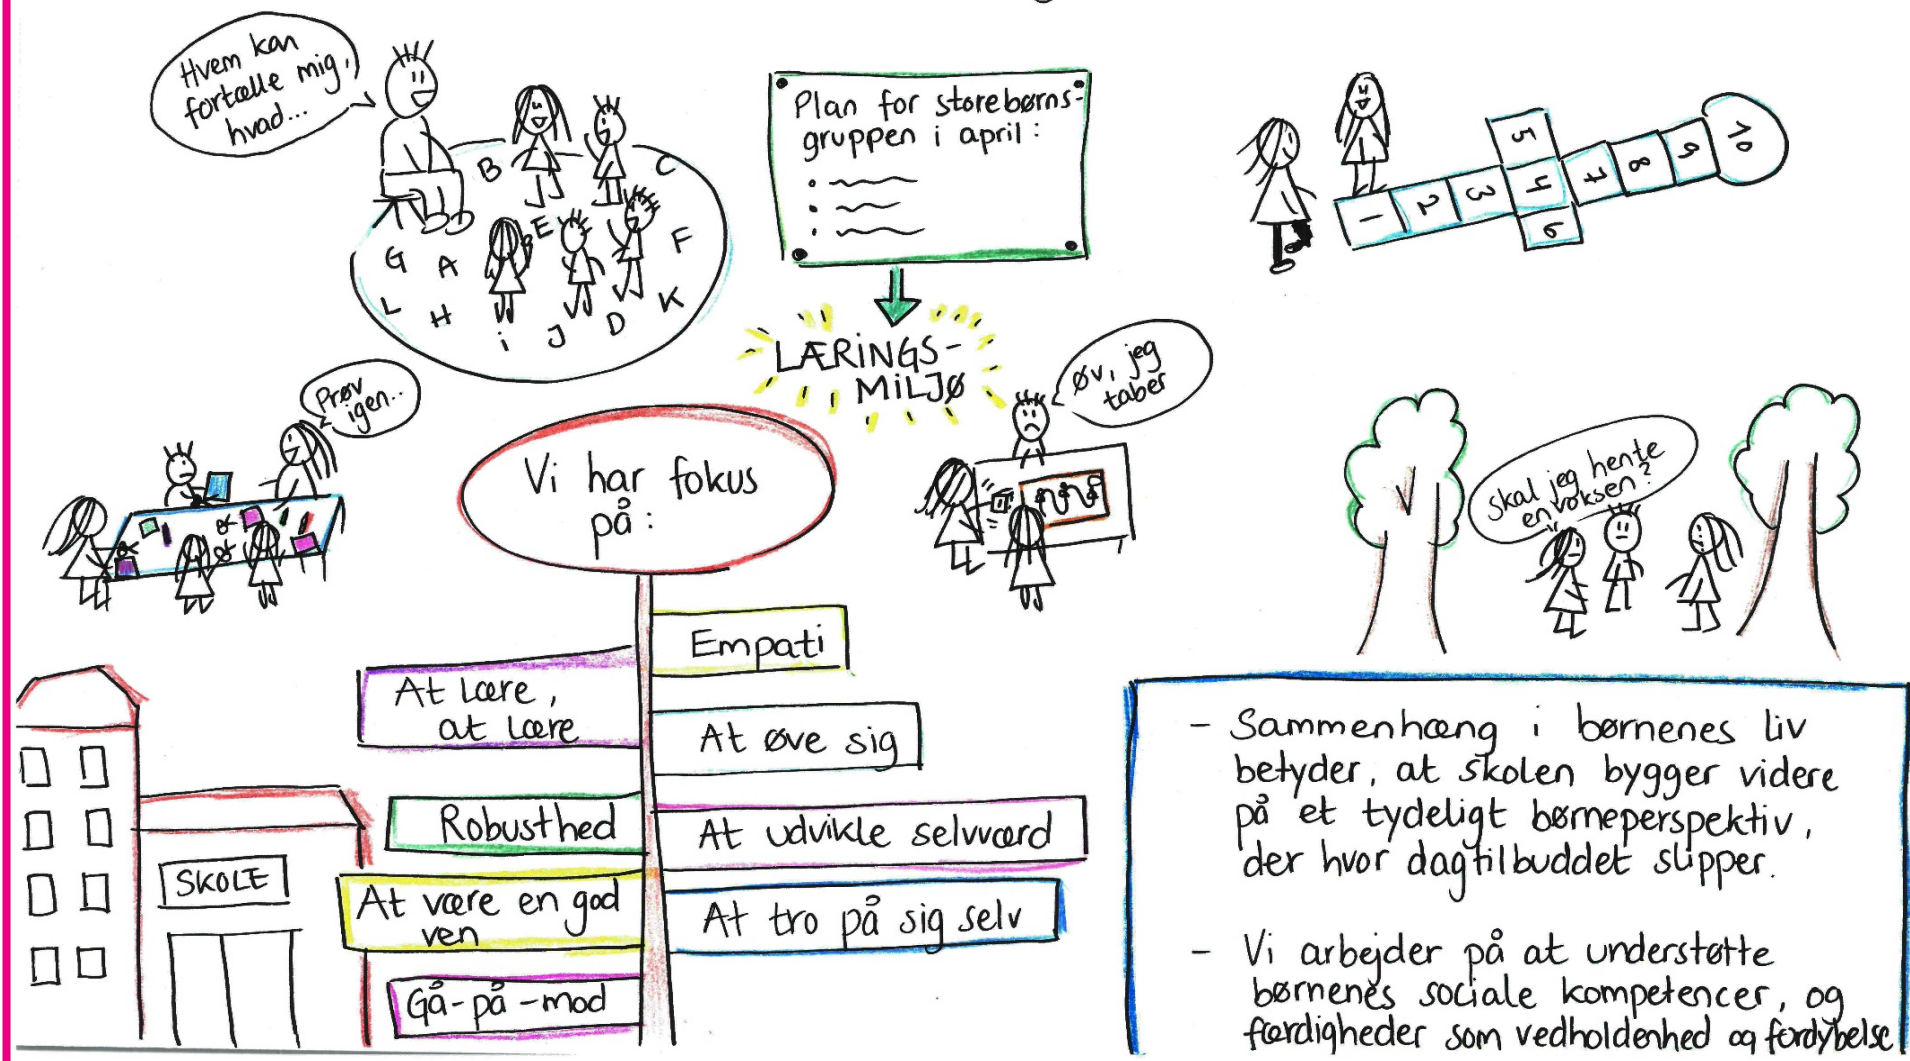 Hvem kan
fortælle mig,
hvad...
B
C
E
G
A
F
L
H
i
J
D
K
Plan for storebørns-
gruppen i april:
1
2
3
4
5
6
7
8
9
10
LÆRiNGS-
MiLJØ
Prøv
igen..
Øv, jeg
taber
Skal jeg hente
en voksen?
Vi har fokus
på:
Empati
At lære,
at lære
At øve sig
Robusthed
At udvikle selvværd
At være en god
ven
At tro på sig selv
Gå-på-mod
SKOLE
- Sammenhæng i børnenes liv
betyder, at skolen bygger videre
på et tydeligt børneperspektiv,
der hvor dagtilbuddet slipper.
- Vi arbejder på at understøtte
børnenes sociale kompetencer, og
færdigheder som vedholdenhed og fordybelse